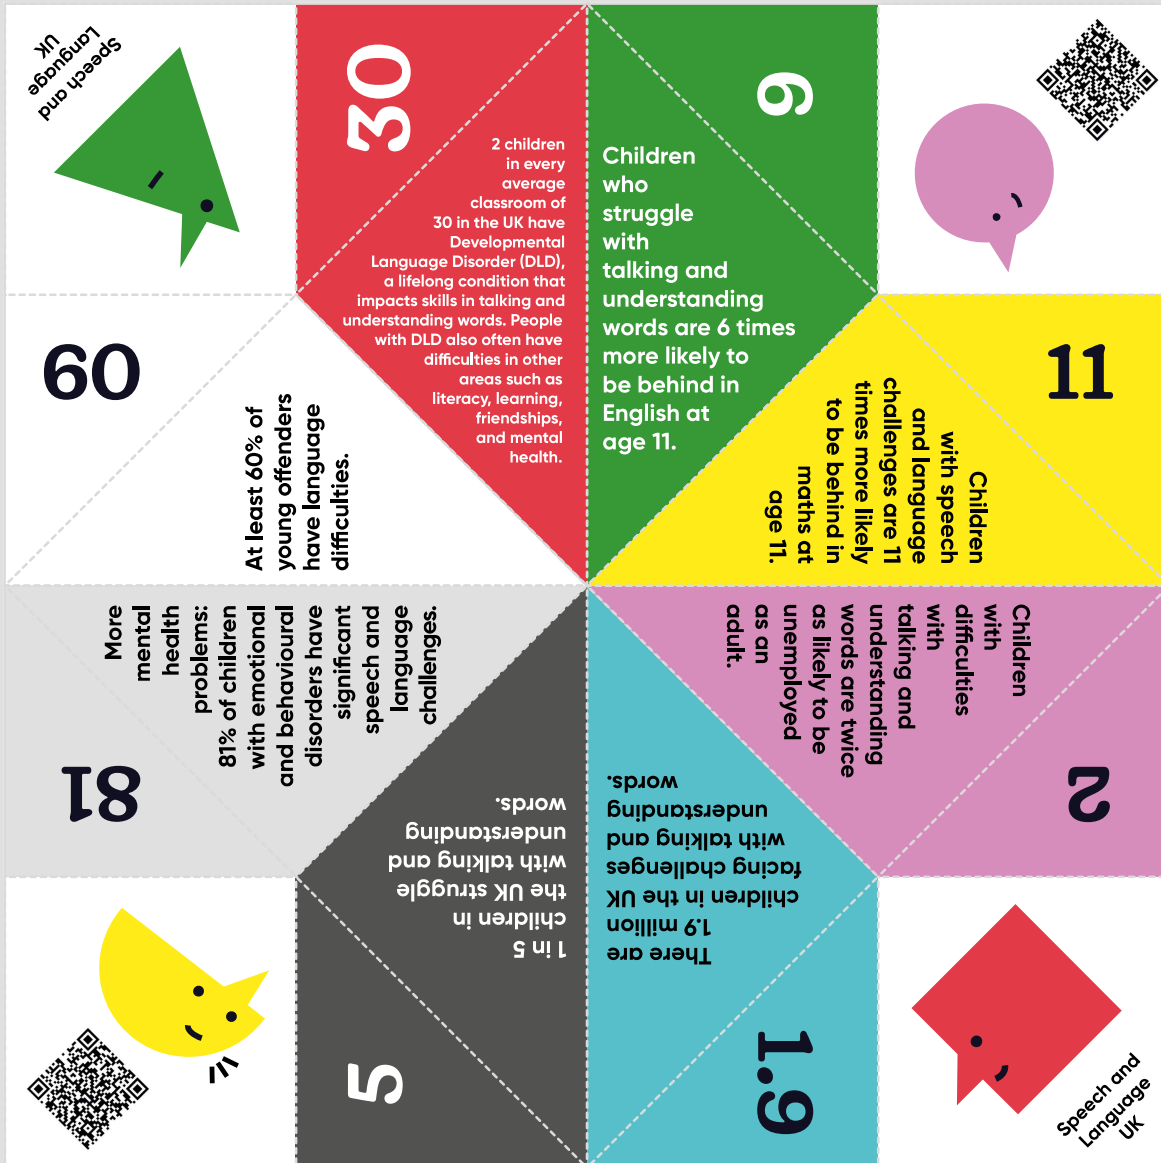 Speech and
Language
UK
30
2 children
in every
average
classroom of
30 in the UK have
Developmental
Language Disorder (DLD),
a lifelong condition that
impacts skills in talking and
understanding words. People
with DLD also often have
difficulties in other
areas such as
literacy, learning,
friendships,
and mental
health.
6
Children
who
struggle
with
talking and
understanding
words are 6 times
more likely to
be behind in
English at
age 11.
60
At least 60% of
young offenders
have language
difficulties.
11
Children
with speech
and language
challenges are 11
times more likely
to be behind in
maths at
age 11.
81
More
mental
health
problems:
81% of children
with emotional
and behavioural
disorders have
significant
speech and
language
challenges.
2
Children
with
difficulties
with
talking and
understanding
words are twice
as likely to be
unemployed
as an
adult.
5
1 in 5
children in
the UK struggle
with talking and
understanding
words.
1.9
There are
1.9 million
children in the UK
facing challenges
with talking and
understanding
words.
Speech and
Language
UK